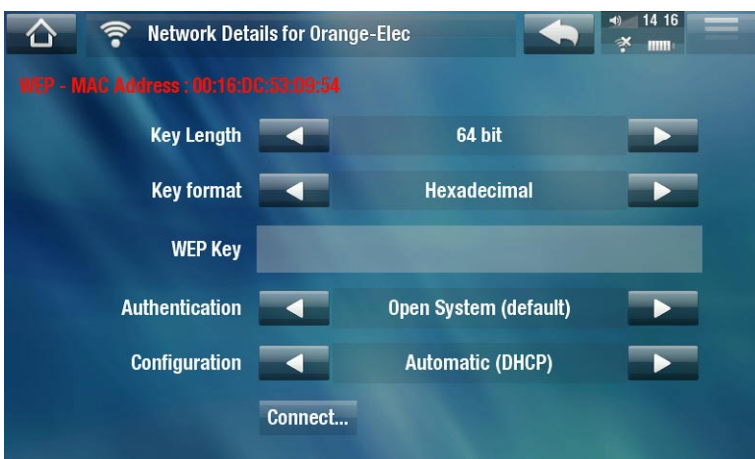 Network Details for Orange-Elec
14 16
WEP - MAC Address : 00:16:DC:53:D9:54
Key Length 64 bit
Key format Hexadecimal
WEP Key
Authentication Open System (default)
Configuration Automatic (DHCP)
Connect...